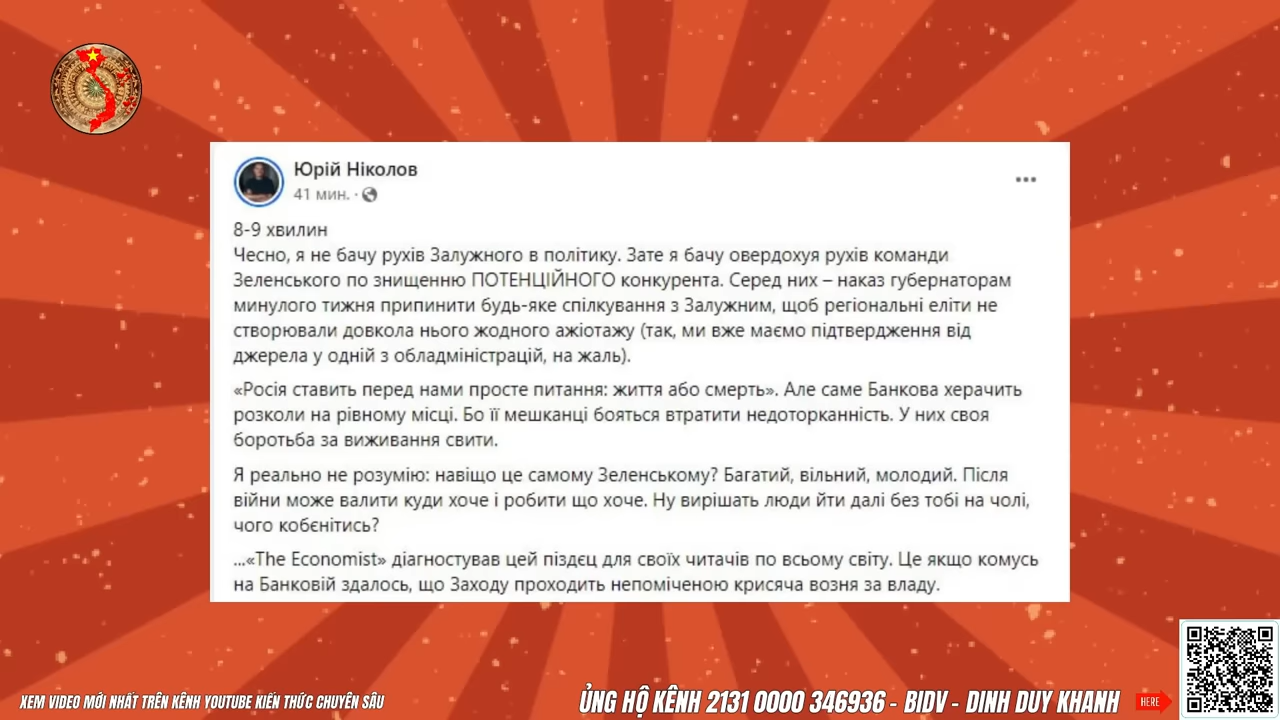 Юрій Ніколов
41 мин. ·
8-9 хвилин
Чесно, я не бачу рухів Залужного в політику. Зате я бачу овердохуя рухів команди
Зеленського по знищенню ПОТЕНЦІЙНОГО конкурента. Серед них – наказ губернаторам
минулого тижня припинити будь-яке спілкування з Залужним, щоб регіональні еліти не
створювали довкола нього жодного ажіотажу (так, ми вже маємо підтвердження від
джерела у одній з обладміністрацій, на жаль).
«Росія ставить перед нами просте питання: життя або смерть». Але саме Банкова херачить
розколи на рівному місці. Бо її мешканці бояться втратити недоторканність. У них своя
боротьба за виживання свити.
Я реально не розумію: навіщо це самому Зеленському? Багатий, вільний, молодий. Після
війни може валити куди хоче і робити що хоче. Ну вирішать люди йти далі без тобі на чолі,
чого кобенітись?
...«The Economist» діагностував цей піздєц для своїх читачів по всьому світу. Це якщо комусь
на Банковій здалось, що Заходу проходить непоміченою крисяча возня за владу.
XEM VIDEO MỚI NHẤT TRÊN KÊNH YOUTUBE KIẾN THỨC CHUYÊN SÂU
ỦNG HỘ KÊNH 2131 0000 346936 - BIDV - DINH DUY KHANH
HERE